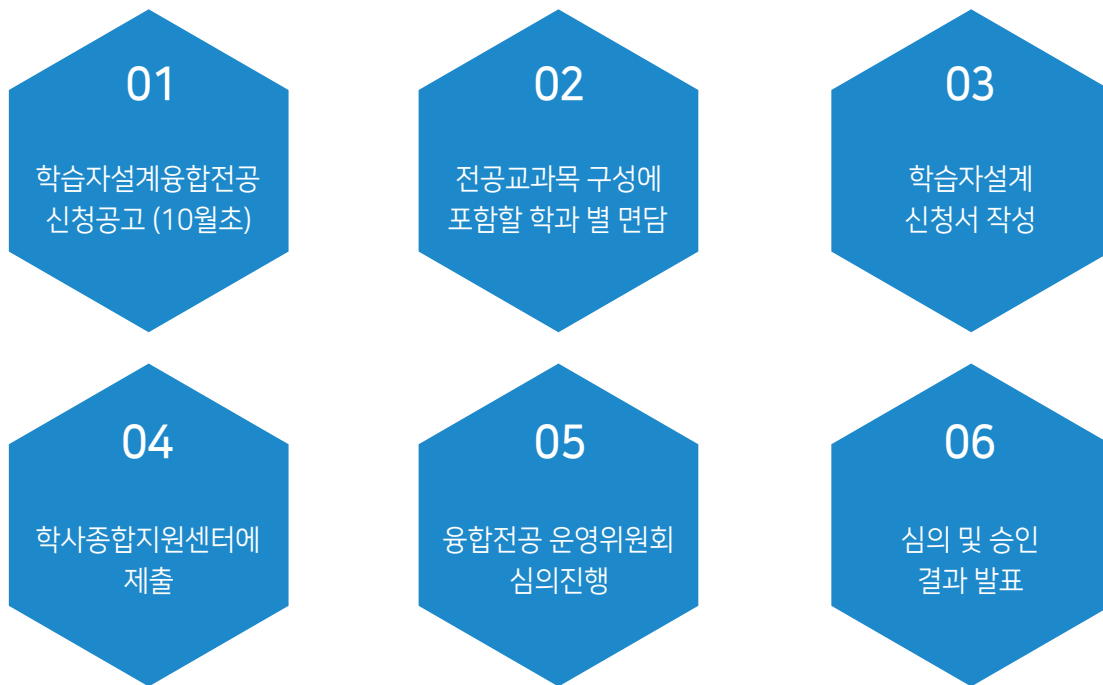 01
학습자설계융합전공
신청공고 (10월초)
02
전공교과목 구성에
포함할 학과 별 면담
03
학습자설계
신청서 작성
04
학사종합지원센터에
제출
05
융합전공 운영위원회
심의진행
06
심의 및 승인
결과 발표